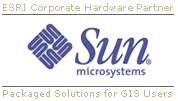 ESRI Corporate Hardware Partner
Sun
microsystems
Packaged Solutions for GIS Users